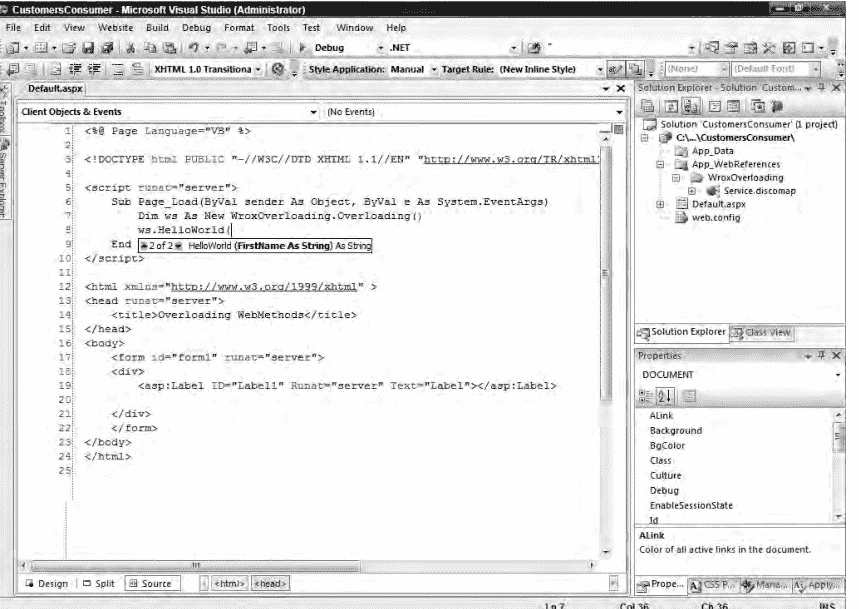 CustomersConsumer - Microsoft Visual Studio (Administrator)
File Edit View Website Build Debug Format Tools Test Window Help
Debug .NET
XHTML 1.0 Transitiona Style Application: Manual Target Rule: (New Inline Style) (None) (Default Font)
Default.aspx
Client Objects & Events (No Events)
Toolbox
Server Explorer
1 <%@ Page Language="VB" %>
2
3 <!DOCTYPE html PUBLIC "-//W3C//DTD XHTML 1.1//EN" "http://www.w3.org/TR/xhtml
4
5 <script runat="server">
6 Sub Page_Load(ByVal sender As Object, ByVal e As System.EventArgs)
7 Dim ws As New WroxOverloading.Overloading()
8 ws.HelloWorld(
9 End
2 of 2 HelloWorld (FirstName As String) As String
10 </script>
11
12 <html xmlns="http://www.w3.org/1999/xhtml" >
13 <head runat="server">
14 <title>Overloading WebMethods</title>
15 </head>
16 <body>
17 <form id="form1" runat="server">
18 <div>
19 <asp:Label ID="Label1" Runat="server" Text="Label"></asp:Label>
20
21 </div>
22 </form>
23 </body>
24 </html>
25
Design Split Source <html> <head>
Solution Explorer - Solution 'Custom...
Solution 'CustomersConsumer' (1 project)
C:\...\CustomersConsumer\
App_Data
App_WebReferences
WroxOverloading
Service.discomap
Default.aspx
web.config
Solution Explorer Class View
Properties
DOCUMENT
ALink
Background
BgColor
Class
Culture
Debug
EnableSessionState
Id
ALink
Color of all active links in the document.
Prope... CSS P... Mana... Apply...
Ln 7 Col 36 Ch 36 INS